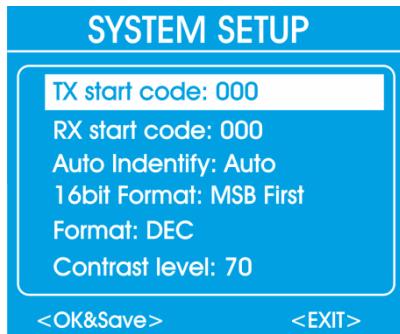 SYSTEM SETUP
TX start code: 000
RX start code: 000
Auto Indentify: Auto
16bit Format: MSB First
Format: DEC
Contrast level: 70
<OK&Save> <EXIT>